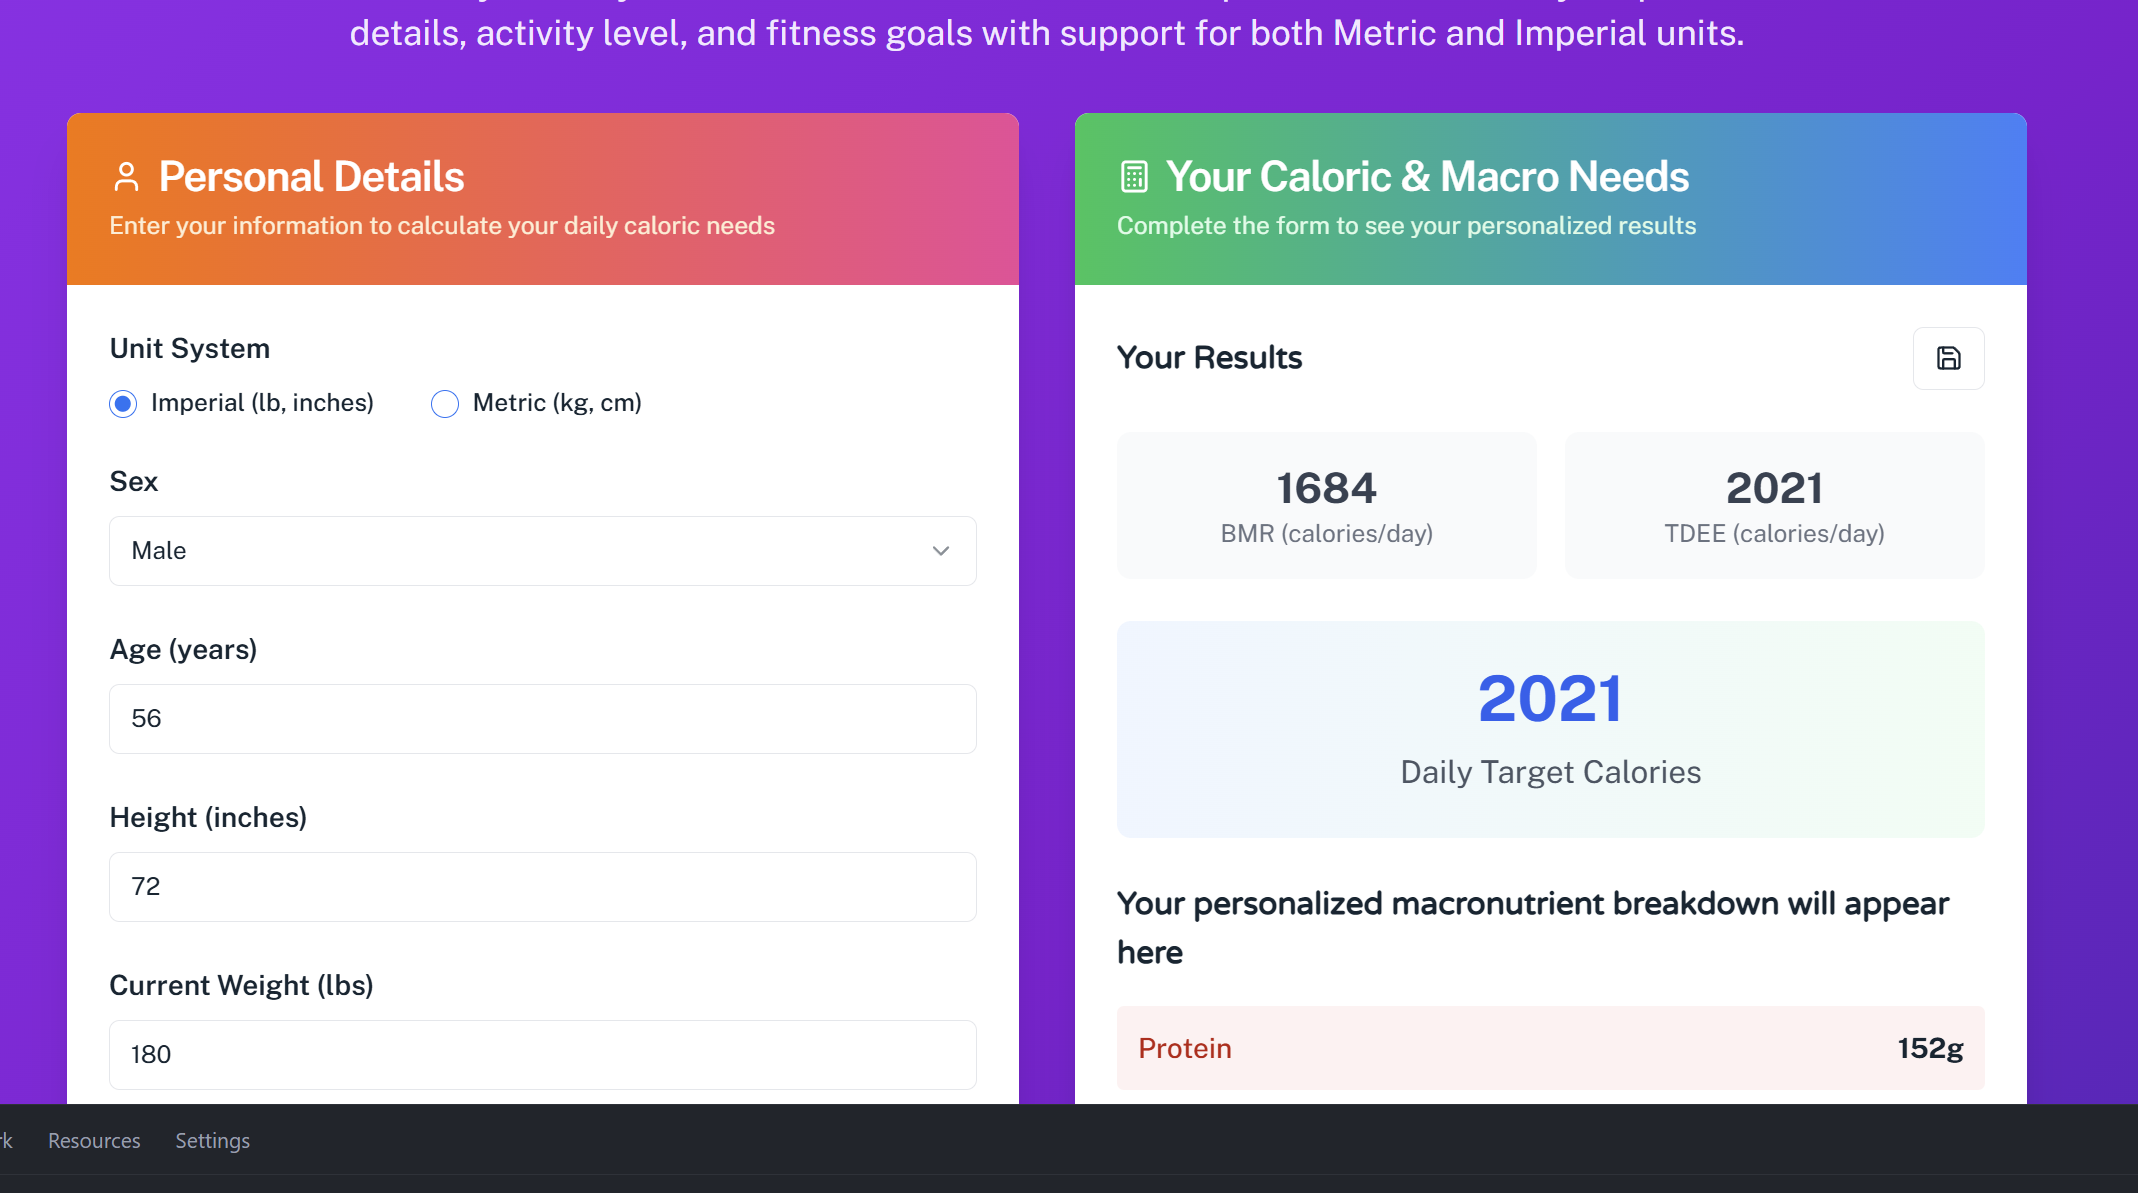 details, activity level, and fitness goals with support for both Metric and Imperial units.
Personal Details
Enter your information to calculate your daily caloric needs
Unit System
Imperial (lb, inches)
Metric (kg, cm)
Sex
Male
Age (years)
56
Height (inches)
72
Current Weight (lbs)
180
Your Caloric & Macro Needs
Complete the form to see your personalized results
Your Results
1684
BMR (calories/day)
2021
TDEE (calories/day)
2021
Daily Target Calories
Your personalized macronutrient breakdown will appear
here
Protein
152g
Resources
Settings